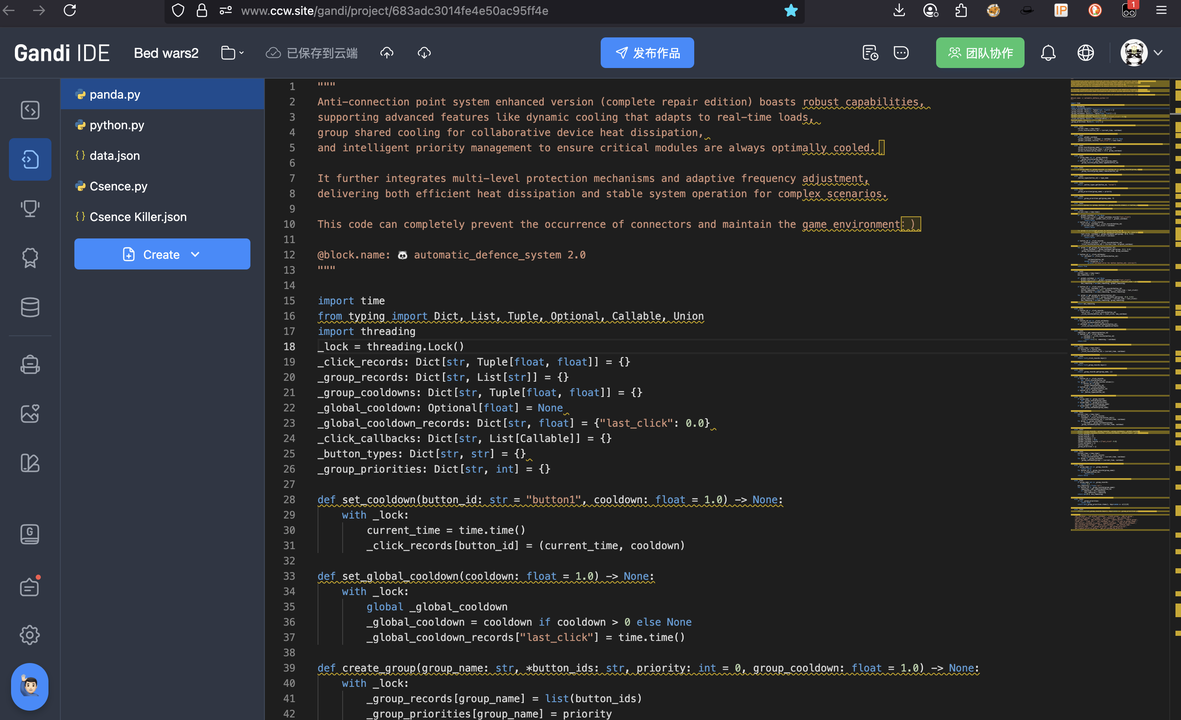 www.ccw.site/gandi/project/683adc3014fe4e50ac95ff4e
IP
1
Gandi IDE
Bed wars2
已保存到云端
发布作品
团队协作
panda.py
python.py
data.json
Csence.py
Csence Killer.json
Create
1 """
2 Anti-connection point system enhanced version (complete repair edition) boasts robust capabilities,
3 supporting advanced features like dynamic cooling that adapts to real-time loads,
4 group shared cooling for collaborative device heat dissipation,
5 and intelligent priority management to ensure critical modules are always optimally cooled.
6
7 It further integrates multi-level protection mechanisms and adaptive frequency adjustment,
8 delivering both efficient heat dissipation and stable system operation for complex scenarios.
9
10 This code can completely prevent the occurrence of connectors and maintain the game environment: )
11
12 @block.name: 🐼 automatic_defence_system 2.0
13 """
14
15 import time
16 from typing import Dict, List, Tuple, Optional, Callable, Union
17 import threading
18 _lock = threading.Lock()
19 _click_records: Dict[str, Tuple[float, float]] = {}
20 _group_records: Dict[str, List[str]] = {}
21 _group_cooldowns: Dict[str, Tuple[float, float]] = {}
22 _global_cooldown: Optional[float] = None
23 _global_cooldown_records: Dict[str, float] = {"last_click": 0.0}
24 _click_callbacks: Dict[str, List[Callable]] = {}
25 _button_types: Dict[str, str] = {}
26 _group_priorities: Dict[str, int] = {}
27
28 def set_cooldown(button_id: str = "button1", cooldown: float = 1.0) -> None:
29 with _lock:
30 current_time = time.time()
31 _click_records[button_id] = (current_time, cooldown)
32
33 def set_global_cooldown(cooldown: float = 1.0) -> None:
34 with _lock:
35 global _global_cooldown
36 _global_cooldown = cooldown if cooldown > 0 else None
37 _global_cooldown_records["last_click"] = time.time()
38
39 def create_group(group_name: str, *button_ids: str, priority: int = 0, group_cooldown: float = 1.0) -> None:
40 with _lock:
41 _group_records[group_name] = list(button_ids)
42 _group_priorities[group_name] = priority